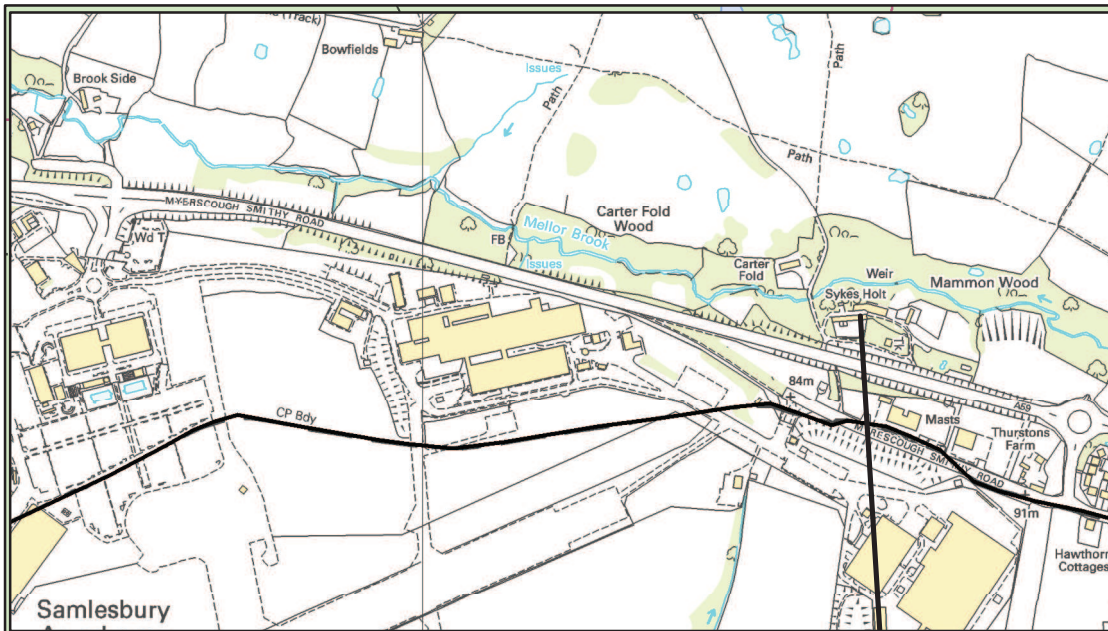 (Track)
Bowfields
Issues
Path
Path
Brook Side
Path
MYERSCOUGH SMITHY ROAD
Carter Fold
Wood
Mellor Brook
FB
Issues
Wd T
Carter
Fold
Weir
Mammon Wood
Sykes Holt
84m
A59
Masts
CP Bdy
Thurstons
Farm
MYERSCOUGH SMITHY ROAD
91m
Hawthorn
Cottages
Samlesbury